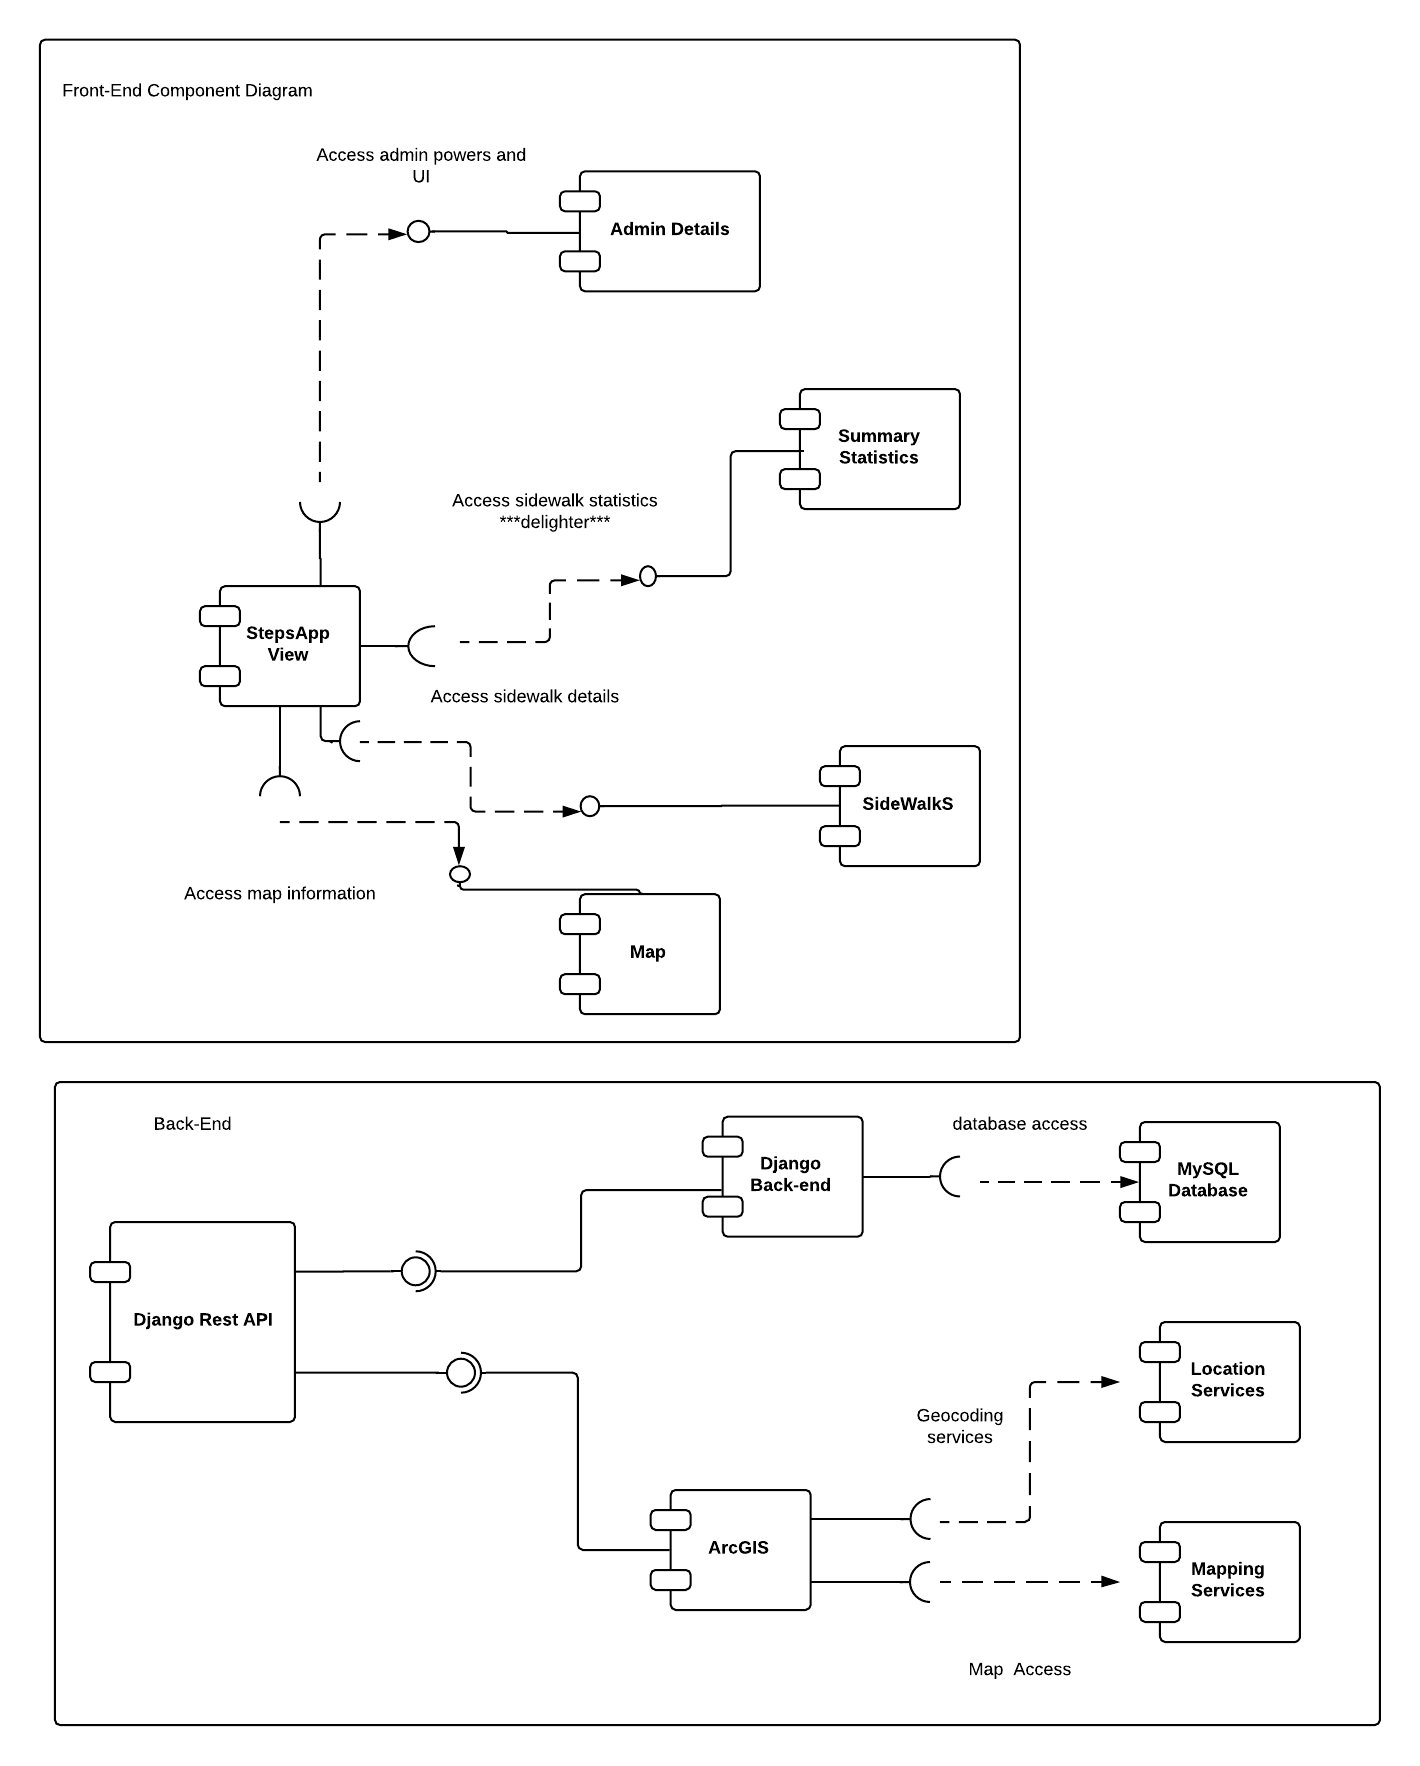 Front-End Component Diagram
Access admin powers and
UI
Admin Details
Summary
Statistics
Access sidewalk statistics
***delighter***
StepsApp
View
Access sidewalk details
SideWalkS
Access map information
Map
Back-End
Django
Back-end
database access
MySQL
Database
Django Rest API
Location
Services
Geocoding
services
ArcGIS
Mapping
Services
Map  Access